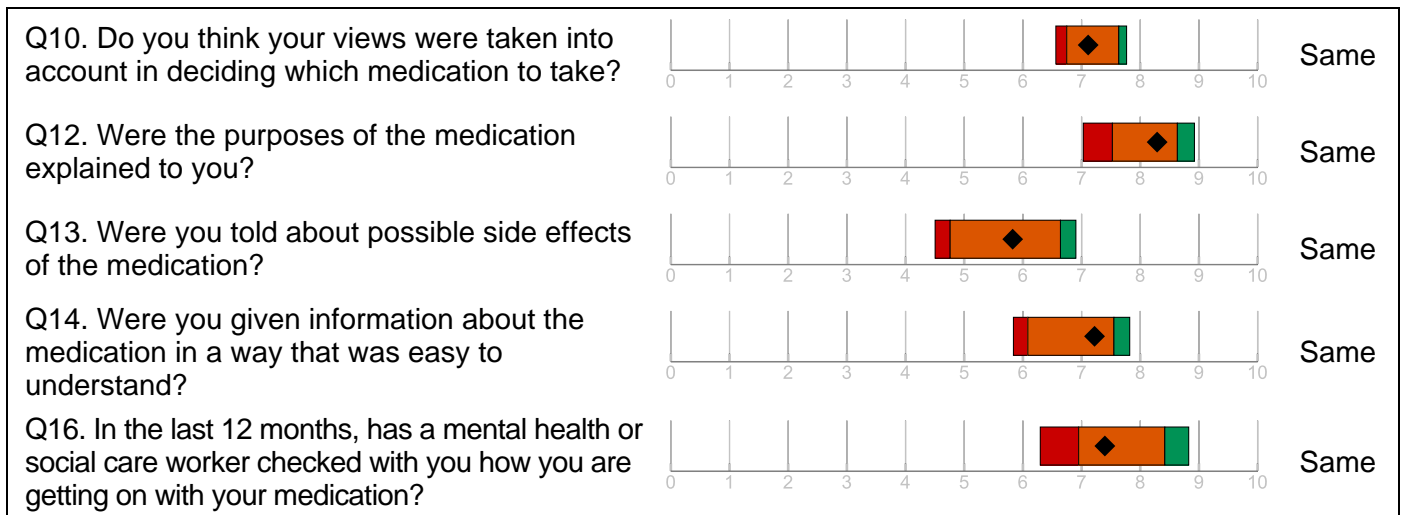 Q10. Do you think your views were taken into
account in deciding which medication to take?
0 1 2 3 4 5 6 7 8 9 10
Same
Q12. Were the purposes of the medication
explained to you?
0 1 2 3 4 5 6 7 8 9 10
Same
Q13. Were you told about possible side effects
of the medication?
0 1 2 3 4 5 6 7 8 9 10
Same
Q14. Were you given information about the
medication in a way that was easy to
understand?
0 1 2 3 4 5 6 7 8 9 10
Same
Q16. In the last 12 months, has a mental health or
social care worker checked with you how you are
getting on with your medication?
0 1 2 3 4 5 6 7 8 9 10
Same